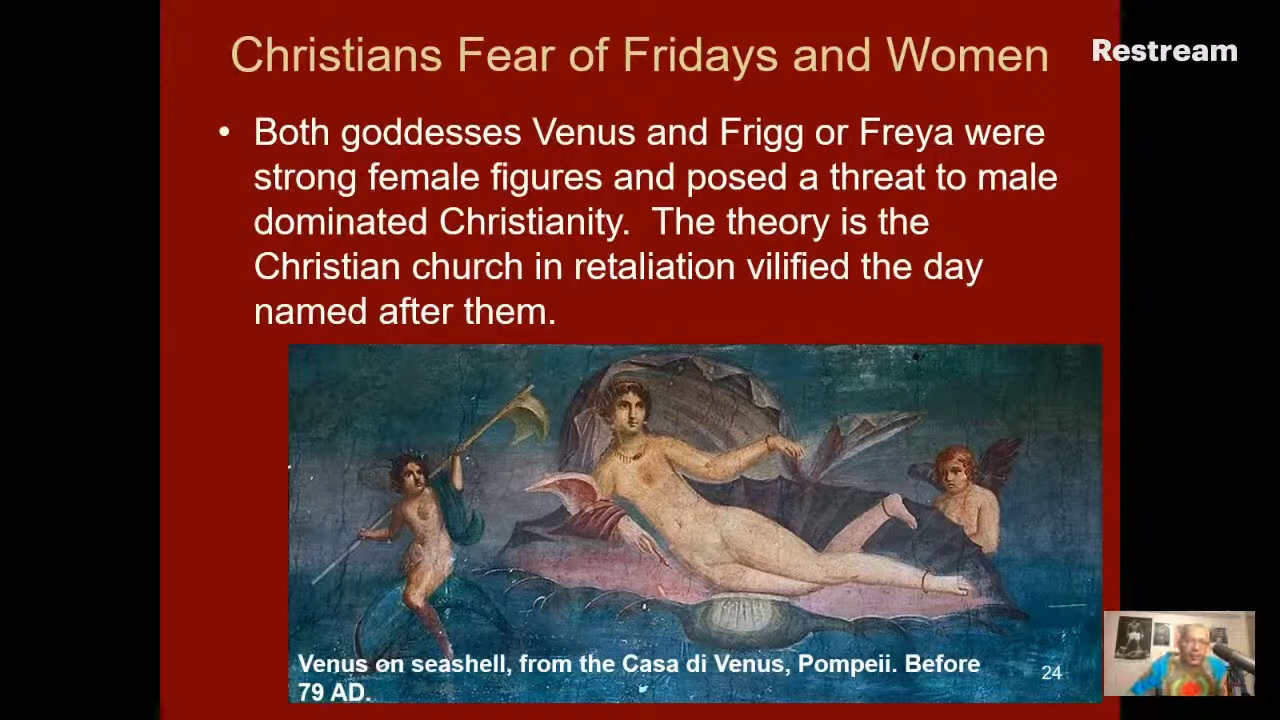 Christians Fear of Fridays and Women
Restream
• Both goddesses Venus and Frigg or Freya were
strong female figures and posed a threat to male
dominated Christianity.  The theory is the
Christian church in retaliation vilified the day
named after them.
Venus on seashell, from the Casa di Venus, Pompeii. Before
79 AD.
24